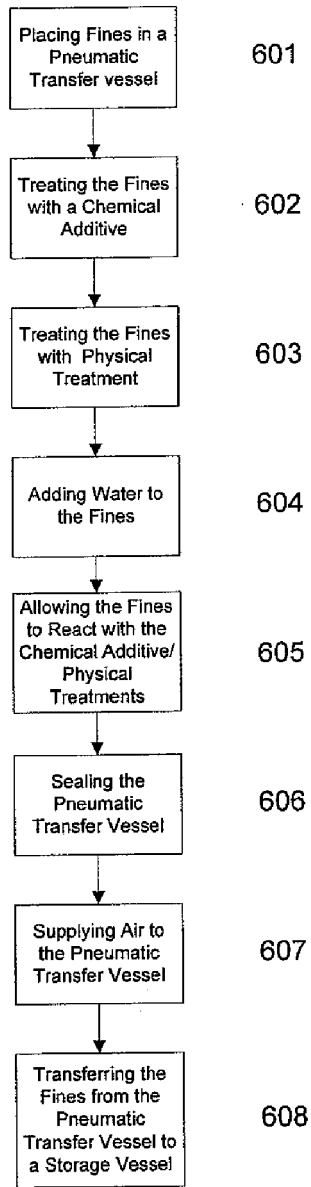 Placing Fines in a
Pneumatic
Transfer vessel
601
Treating the Fines
with a Chemical
Additive
602
Treating the Fines
with Physical
Treatment
603
Adding Water to
the Fines
604
Allowing the Fines
to React with the
Chemical Additive/
Physical
Treatments
605
Sealing the
Pneumatic
Transfer Vessel
606
Supplying Air to
the Pneumatic
Transfer Vessel
607
Transferring the
Fines from the
Pneumatic
Transfer Vessel to
a Storage Vessel
608